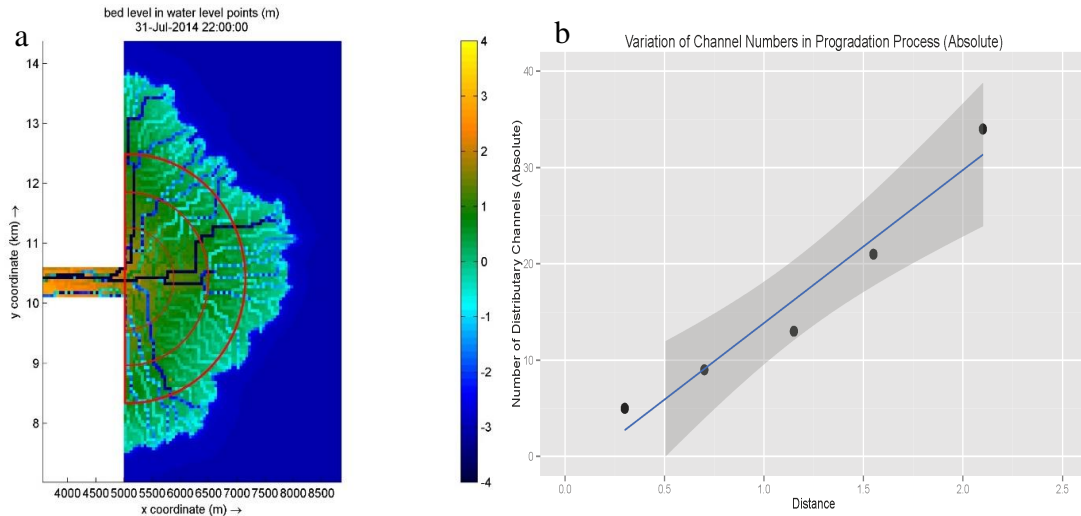 a
bed level in water level points (m)
31-Jul-2014 22:00:00
14
13
12
11
10
9
8
y coordinate (km) →
4000 4500 5000 5500 6000 6500 7000 7500 8000 8500
x coordinate (m) →
4
3
2
1
0
-1
-2
-3
-4
b
Variation of Channel Numbers in Progradation Process (Absolute)
40
30
20
10
0
Number of Distributary Channels (Absolute)
0.0 0.5 1.0 1.5 2.0 2.5
Distance